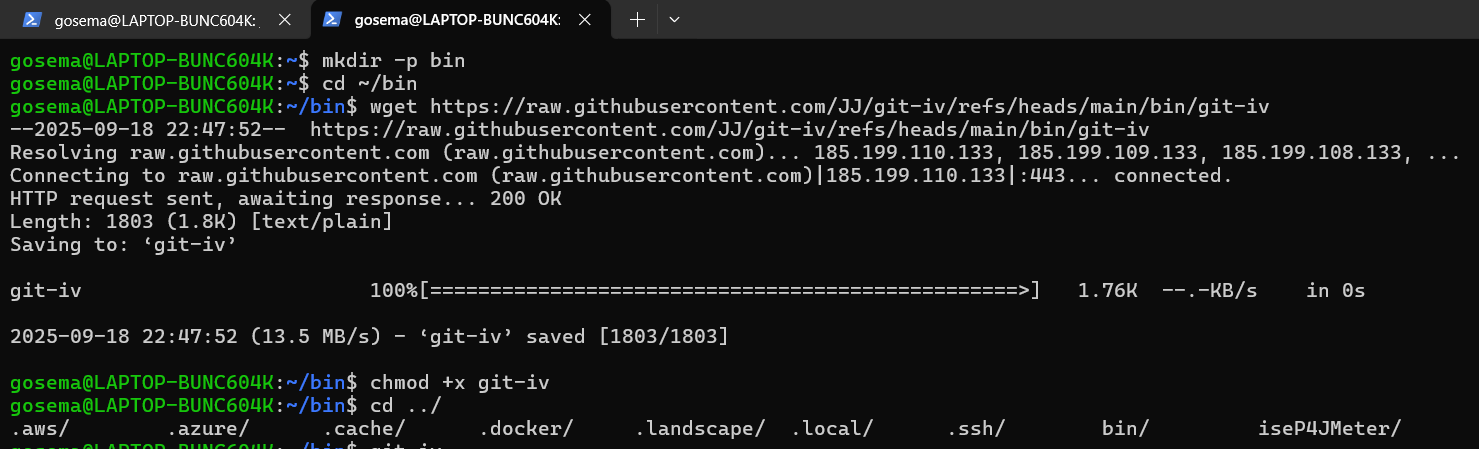 gosema@LAPTOP-BUNC604K: gosema@LAPTOP-BUNC604K:
gosema@LAPTOP-BUNC604K:~$ mkdir -p bin
gosema@LAPTOP-BUNC604K:~$ cd ~/bin
gosema@LAPTOP-BUNC604K:~/bin$ wget https://raw.githubusercontent.com/JJ/git-iv/refs/heads/main/bin/git-iv
--2025-09-18 22:47:52--  https://raw.githubusercontent.com/JJ/git-iv/refs/heads/main/bin/git-iv
Resolving raw.githubusercontent.com (raw.githubusercontent.com)... 185.199.110.133, 185.199.109.133, 185.199.108.133, ...
Connecting to raw.githubusercontent.com (raw.githubusercontent.com)|185.199.110.133|:443... connected.
HTTP request sent, awaiting response... 200 OK
Length: 1803 (1.8K) [text/plain]
Saving to: ‘git-iv’
git-iv                        100%[=================================================>]   1.76K  --.-KB/s    in 0s
2025-09-18 22:47:52 (13.5 MB/s) - ‘git-iv’ saved [1803/1803]
gosema@LAPTOP-BUNC604K:~/bin$ chmod +x git-iv
gosema@LAPTOP-BUNC604K:~/bin$ cd ../
.aws/        .azure/      .cache/      .docker/     .landscape/  .local/      .ssh/        bin/         iseP4JMeter/
gosema@LAPTOP-BUNC604K:~/bin$ git-iv